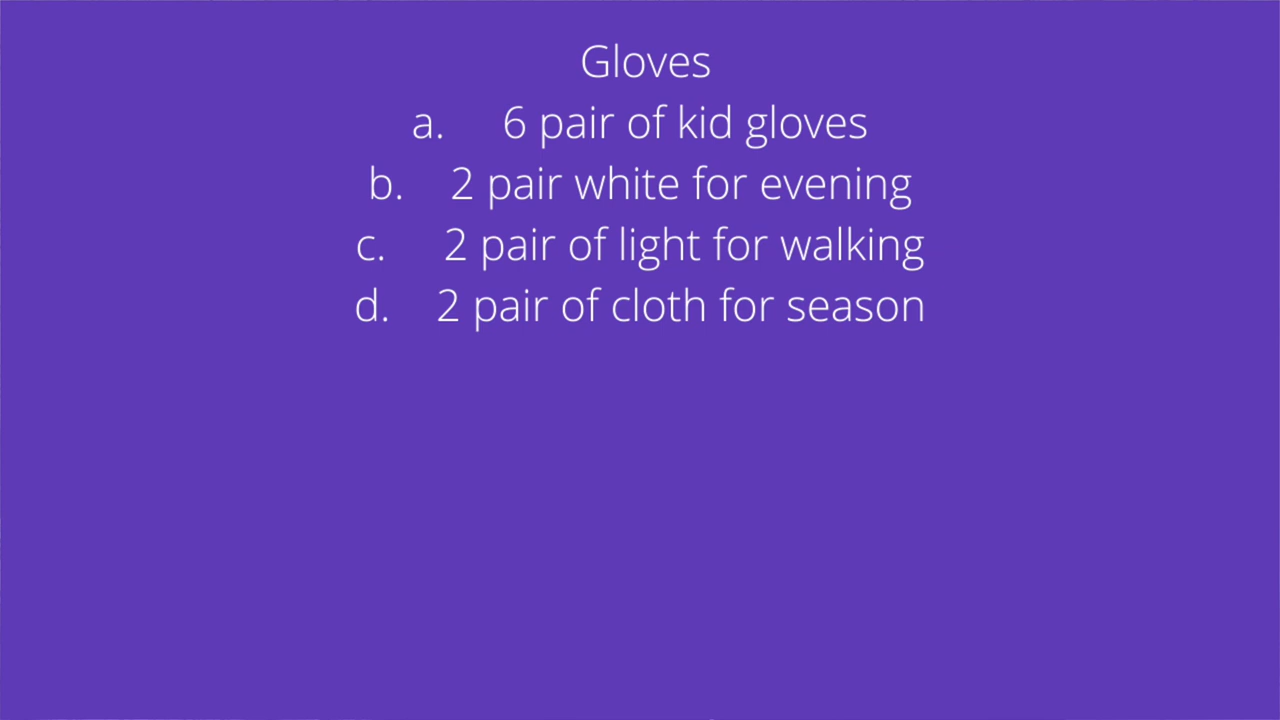 Gloves
a. 6 pair of kid gloves
b. 2 pair white for evening
c. 2 pair of light for walking
d. 2 pair of cloth for season